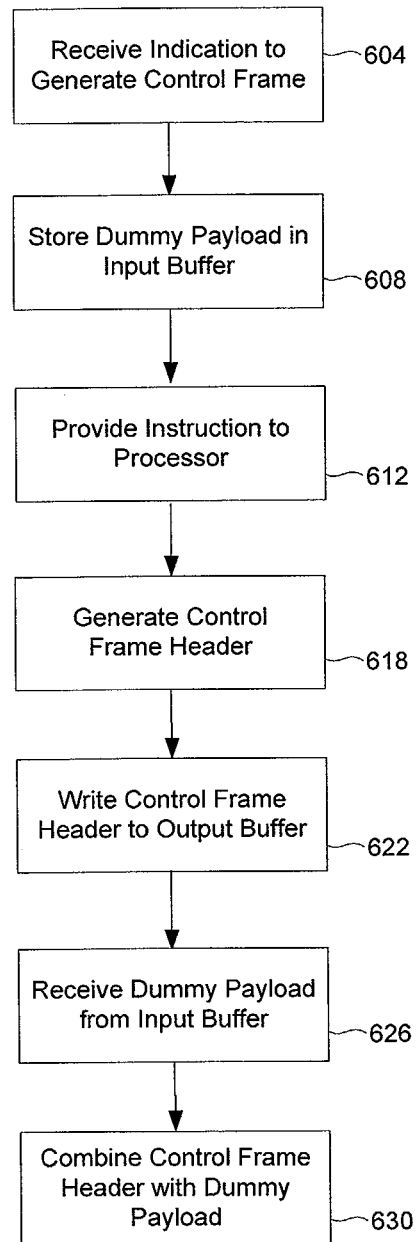 Receive Indication to
Generate Control Frame
604
Store Dummy Payload in
Input Buffer
608
Provide Instruction to
Processor
612
Generate Control
Frame Header
618
Write Control Frame
Header to Output Buffer
622
Receive Dummy Payload
from Input Buffer
626
Combine Control Frame
Header with Dummy
Payload
630